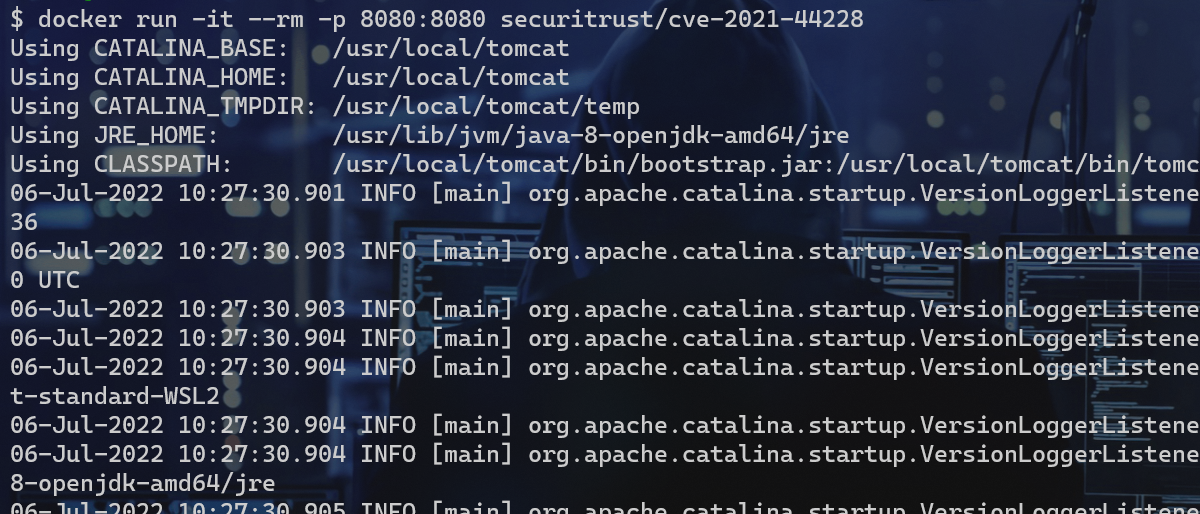 $ docker run -it --rm -p 8080:8080 securitrust/cve-2021-44228
Using CATALINA_BASE:   /usr/local/tomcat
Using CATALINA_HOME:   /usr/local/tomcat
Using CATALINA_TMPDIR: /usr/local/tomcat/temp
Using JRE_HOME:        /usr/lib/jvm/java-8-openjdk-amd64/jre
Using CLASSPATH:       /usr/local/tomcat/bin/bootstrap.jar:/usr/local/tomcat/bin/tomc
06-Jul-2022 10:27:30.901 INFO [main] org.apache.catalina.startup.VersionLoggerListene
36
06-Jul-2022 10:27:30.903 INFO [main] org.apache.catalina.startup.VersionLoggerListene
0 UTC
06-Jul-2022 10:27:30.903 INFO [main] org.apache.catalina.startup.VersionLoggerListene
06-Jul-2022 10:27:30.904 INFO [main] org.apache.catalina.startup.VersionLoggerListene
06-Jul-2022 10:27:30.904 INFO [main] org.apache.catalina.startup.VersionLoggerListene
t-standard-WSL2
06-Jul-2022 10:27:30.904 INFO [main] org.apache.catalina.startup.VersionLoggerListene
06-Jul-2022 10:27:30.904 INFO [main] org.apache.catalina.startup.VersionLoggerListene
8-openjdk-amd64/jre
06-Jul-2022 10:27:30.905 INFO [main] org.apache.catalina.startup.VersionLoggerListene